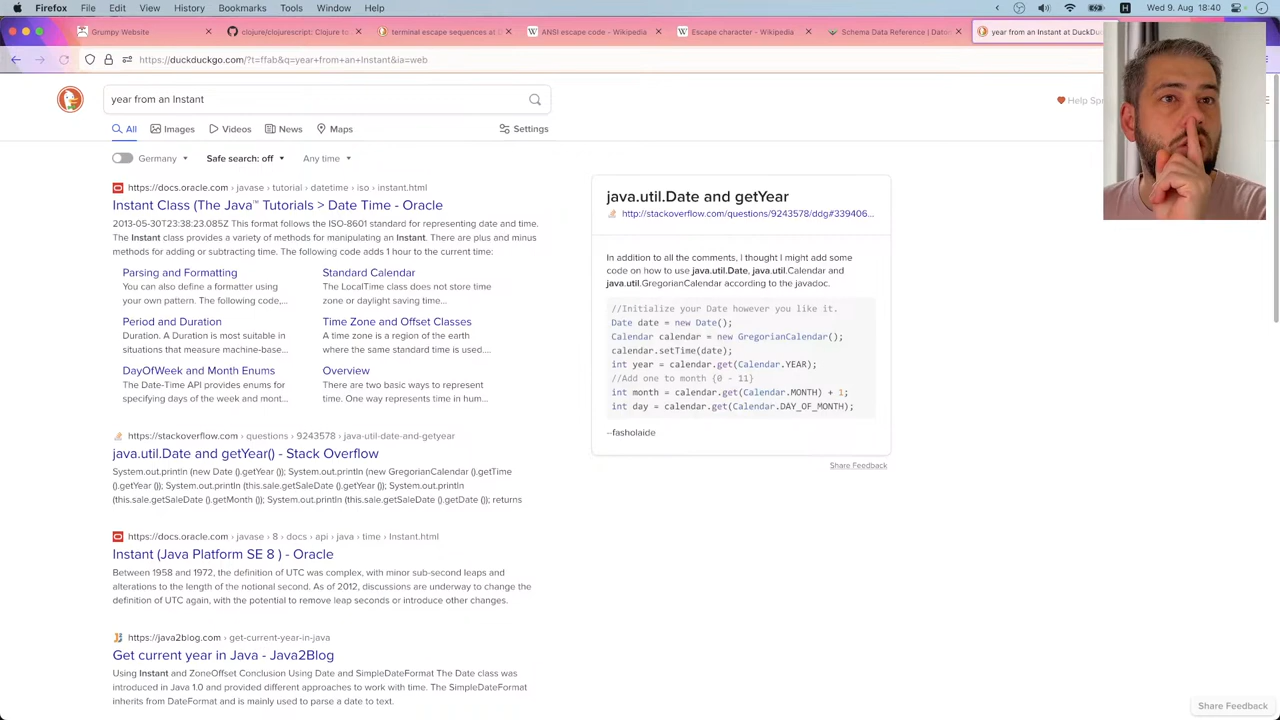 Firefox File Edit View History Bookmarks Tools Window Help
Wed 9. Aug 18:40
Grumpy Website
clojure/clojurescript: Clojure to
terminal escape sequences at D
ANSI escape code - Wikipedia
Escape character - Wikipedia
Schema Data Reference | Daton
year from an Instant at DuckDu
https://duckduckgo.com/?t=ffab&q=year+from+an+Instant&ia=web
year from an Instant
Help Spr
All Images Videos News Maps Settings
Germany Safe search: off Any time
https://docs.oracle.com › javase › tutorial › datetime › iso › instant.html
Instant Class (The Java™ Tutorials > Date Time - Oracle
2013-05-30T23:38:23.085Z This format follows the ISO-8601 standard for representing date and time.
The Instant class provides a variety of methods for manipulating an Instant. There are plus and minus
methods for adding or subtracting time. The following code adds 1 hour to the current time:
Parsing and Formatting
You can also define a formatter using
your own pattern. The following code,...
Standard Calendar
The LocalTime class does not store time
zone or daylight saving time...
Period and Duration
Duration. A Duration is most suitable in
situations that measure machine-base...
Time Zone and Offset Classes
A time zone is a region of the earth
where the same standard time is used....
DayOfWeek and Month Enums
The Date-Time API provides enums for
specifying days of the week and mont...
Overview
There are two basic ways to represent
time. One way represents time in hum...
https://stackoverflow.com › questions › 9243578 › java-util-date-and-getyear
java.util.Date and getYear() - Stack Overflow
System.out.println (new Date ().getYear ()); System.out.println (new GregorianCalendar ().getTime
().getYear ()); System.out.println (this.sale.getSaleDate ().getYear ()); System.out.println
(this.sale.getSaleDate ().getMonth ()); System.out.println (this.sale.getSaleDate ().getDate ()); returns
https://docs.oracle.com › javase › 8 › docs › api › java › time › Instant.html
Instant (Java Platform SE 8 ) - Oracle
Between 1958 and 1972, the definition of UTC was complex, with minor sub-second leaps and
alterations to the length of the notional second. As of 2012, discussions are underway to change the
definition of UTC again, with the potential to remove leap seconds or introduce other changes.
https://java2blog.com › get-current-year-in-java
Get current year in Java - Java2Blog
Using Instant and ZoneOffset Conclusion Using Date and SimpleDateFormat The Date class was
introduced in Java 1.0 and provided different approaches to work with time. The SimpleDateFormat
inherits from DateFormat and is mainly used to parse a date to text.
java.util.Date and getYear
http://stackoverflow.com/questions/9243578/ddg#339406...
In addition to all the comments, I thought I might add some
code on how to use java.util.Date, java.util.Calendar and
java.util.GregorianCalendar according to the javadoc.
//Initialize your Date however you like it.
Date date = new Date();
Calendar calendar = new GregorianCalendar();
calendar.setTime(date);
int year = calendar.get(Calendar.YEAR);
//Add one to month {0 - 11}
int month = calendar.get(Calendar.MONTH) + 1;
int day = calendar.get(Calendar.DAY_OF_MONTH);
--fasholaide
Share Feedback
Share Feedback